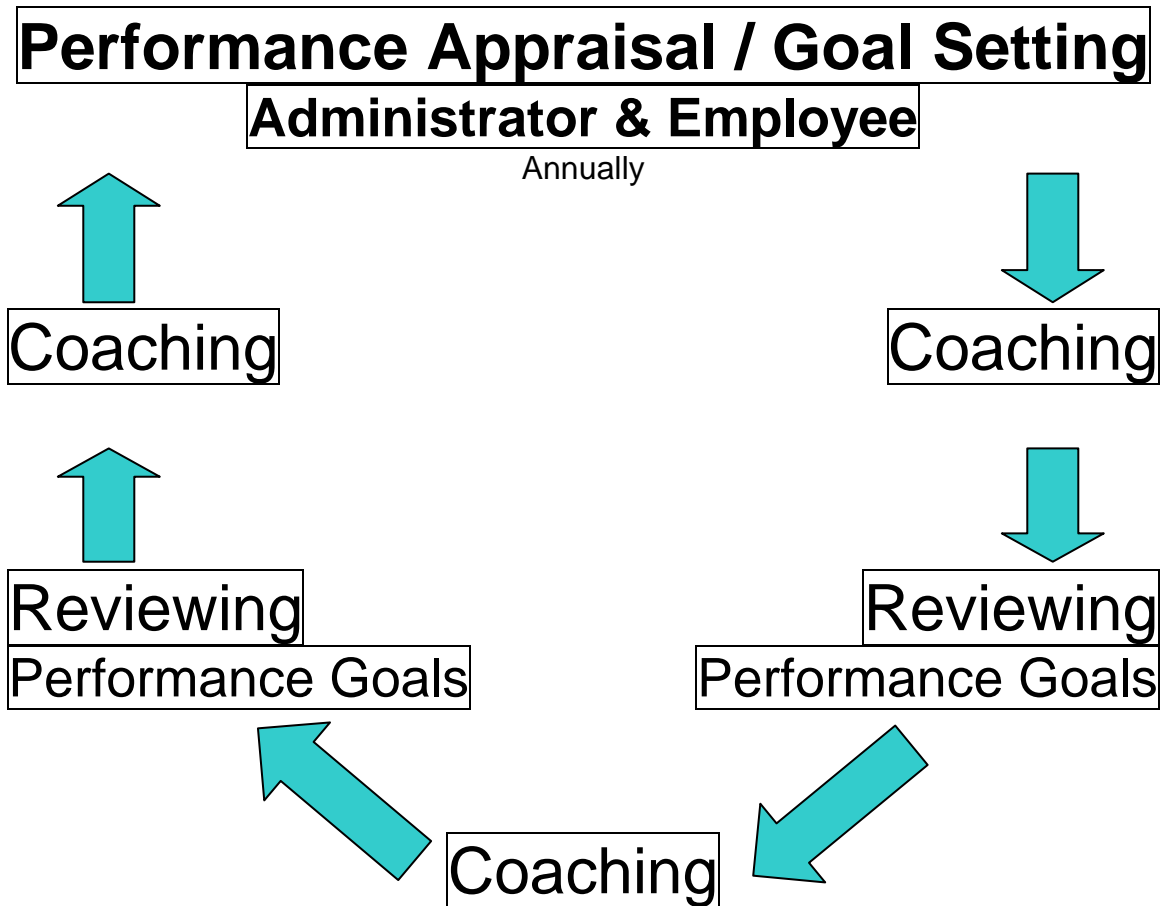 Performance Appraisal / Goal Setting
Administrator & Employee
Annually
Coaching
Coaching
Reviewing
Performance Goals
Reviewing
Performance Goals
Coaching